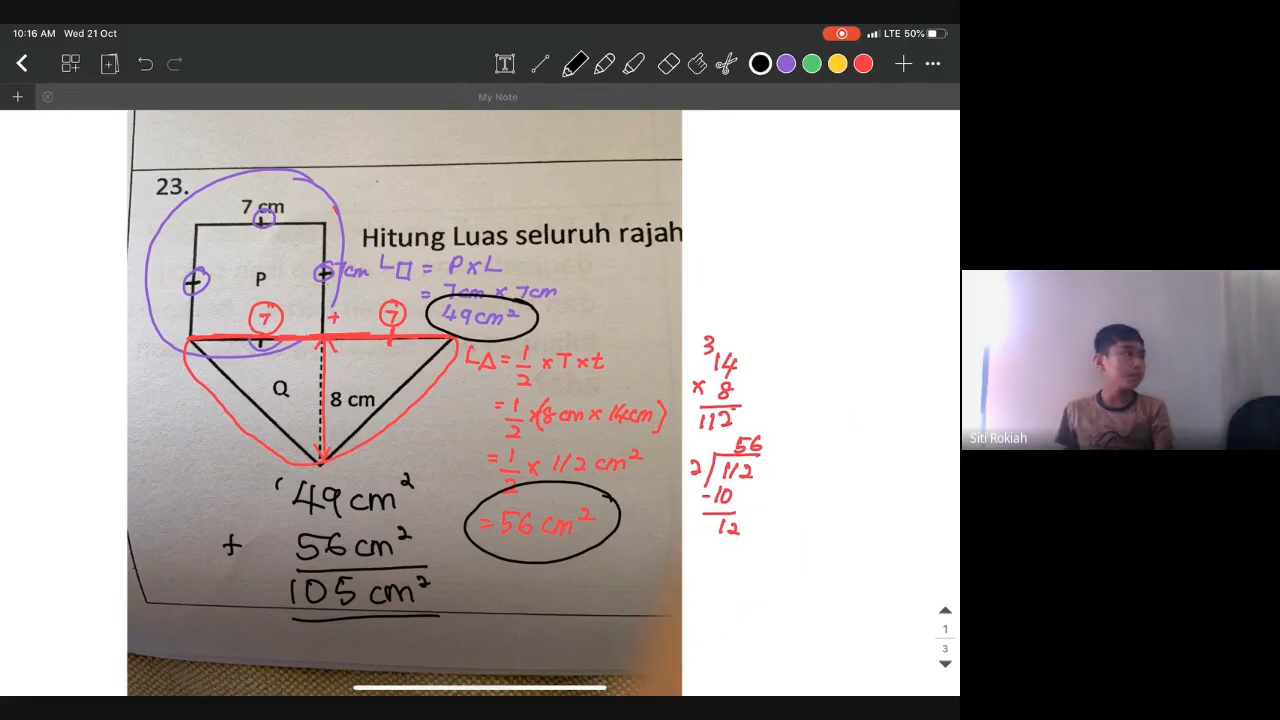 10:16 AM Wed 21 Oct
LTE 50%
T
My Note
23.
7 cm
Hitung Luas seluruh rajah
P
7cm
L□ = P x L
= 7cm x 7cm
49cm²
7
+
7
Q
8 cm
L△ = 1/2 x T x t
= 1/2 x (8 cm x 14cm)
= 1/2 x 112 cm²
= 56 cm²
49 cm²
+ 56 cm²
105 cm²
3
14
x 8
112
56
2 112
-10
12
1
3
Siti Rokiah